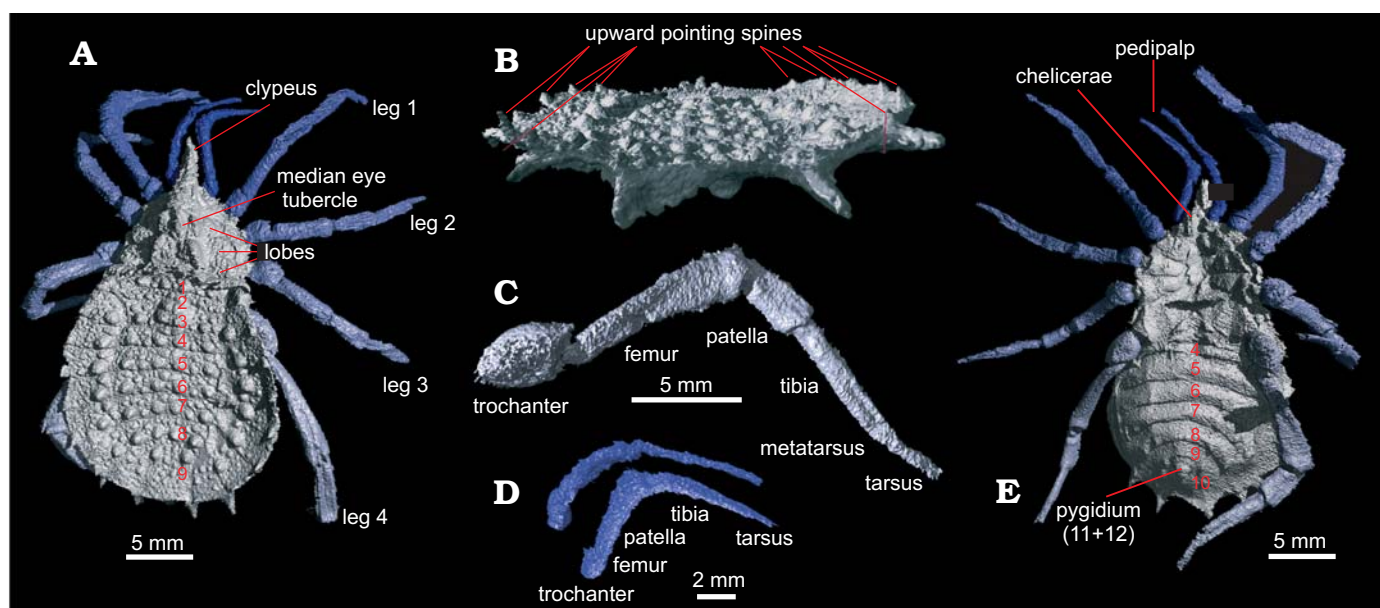 A
clypeus
leg 1
median eye
tubercle
leg 2
lobes
1
2
3
4
5
6
7
8
9
leg 3
leg 4
5 mm
B
upward pointing spines
C
femur
patella
5 mm
tibia
trochanter
metatarsus
tarsus
D
tibia
patella
tarsus
femur
2 mm
trochanter
pedipalp
chelicerae
4
5
6
7
8
9
10
E
pygidium
(11+12)
5 mm